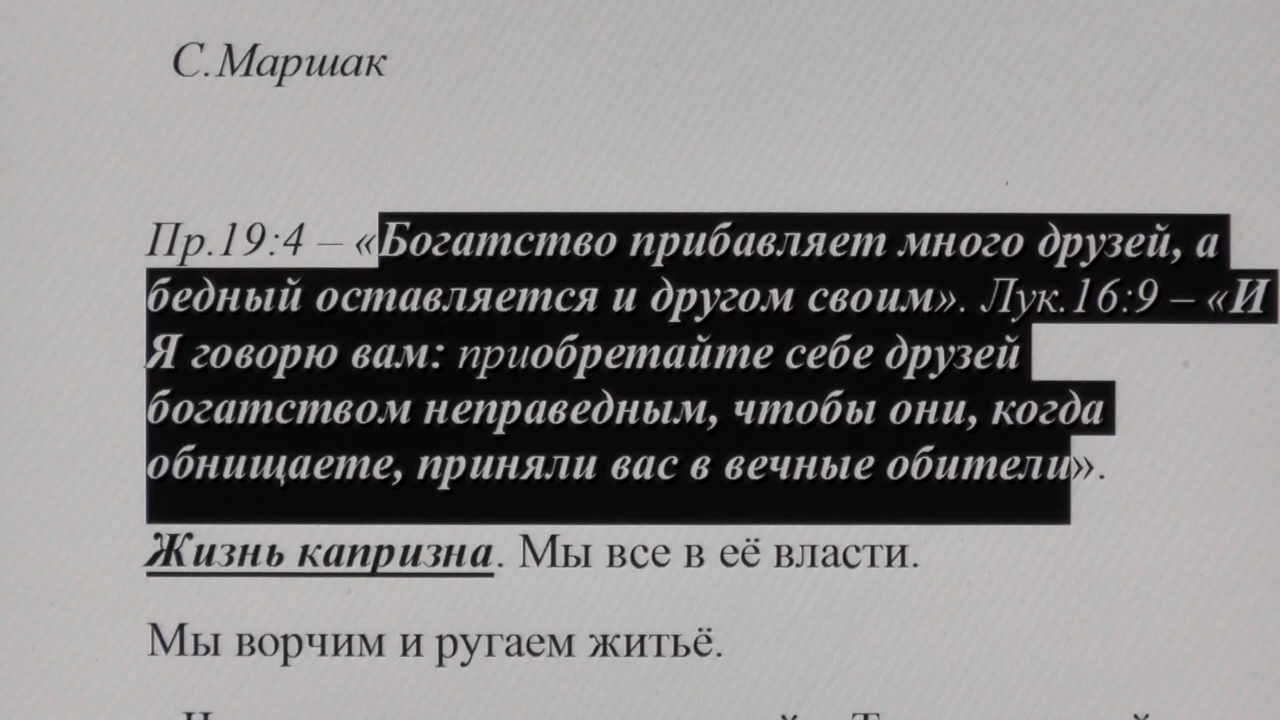 С.Маршак
Пр.19:4 – «Богатство прибавляет много друзей, а
бедный оставляется и другом своим». Лук.16:9 – «И
Я говорю вам: приобретайте себе друзей
богатством неправедным, чтобы они, когда
обнищаете, приняли вас в вечные обители».
Жизнь капризна. Мы все в её власти.
Мы ворчим и ругаем житьё.